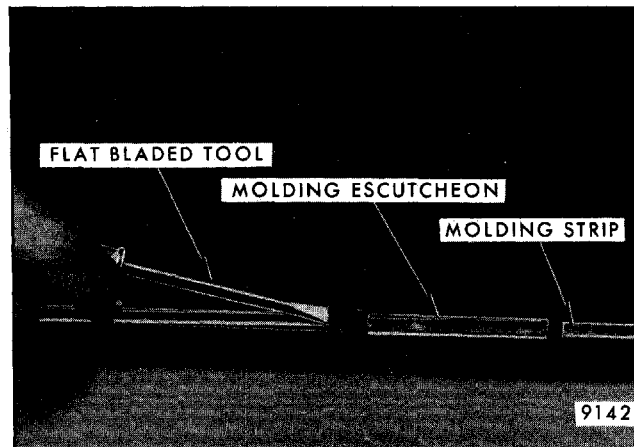 FLAT BLADED TOOL
MOLDING ESCUTCHEON
MOLDING STRIP
9142